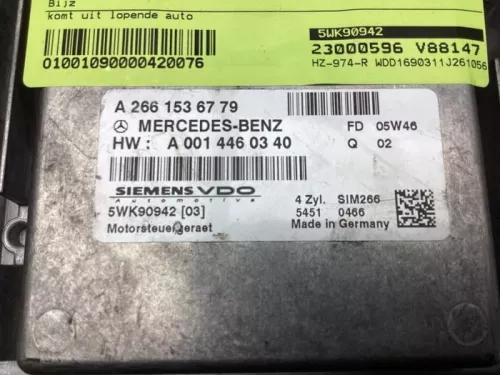 Bijz
komt uit lopende auto
01001090000420076
5WK90942
23000596 V88147
HZ-974-R WDD1690311J261056
A 266 153 67 79
MERCEDES-BENZ
FD 05W46
HW : A 001 446 03 40
Q 02
SIEMENS VDO
Automotive
4 Zyl. SIM266
5WK90942 [03]
5451 0466
Motorsteuergeraet
Made in Germany